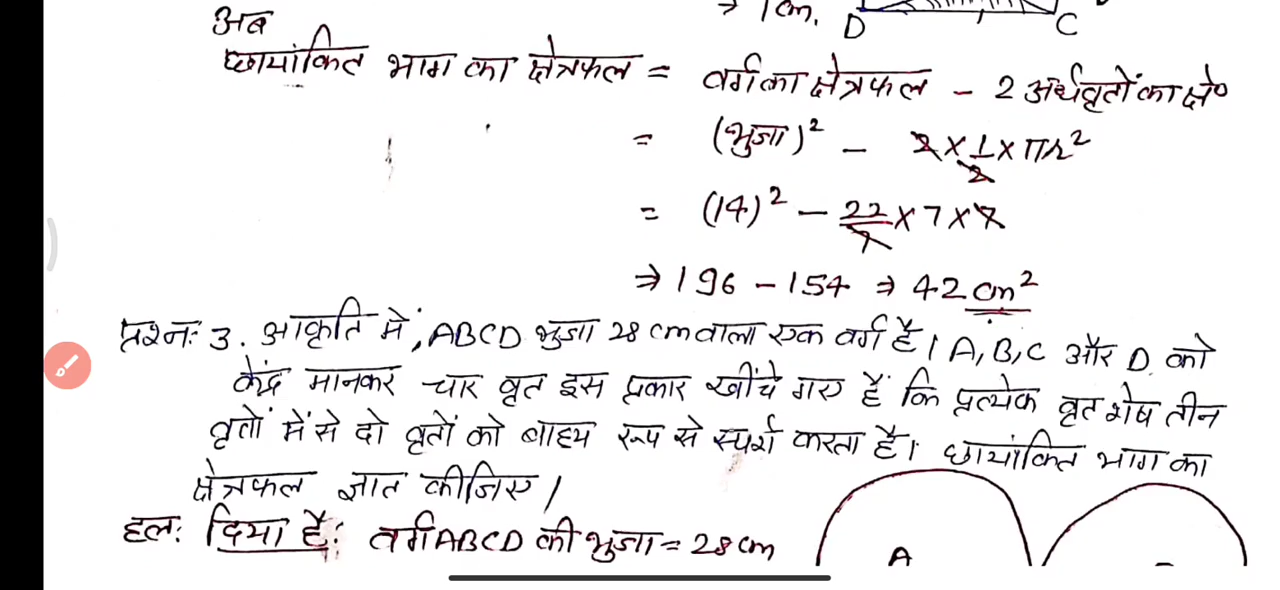 → 1cm. D C
अब
छायांकित भाग का क्षेत्रफल = वर्ग का क्षेत्रफल - 2 अर्धवृतों का क्षे०
= (भुजा)² - 2 × 1/2 × πr²
= (14)² - 22/7 × 7 × 7
⇒ 196 - 154 ⇒ 42 cm²
प्रश्न: 3. आकृति में, ABCD भुजा 28 cm वाला एक वर्ग है। A, B, C और D को
केंद्र मानकर चार वृत इस प्रकार खींचे गए हैं कि प्रत्येक वृत शेष तीन
वृतों में से दो वृतों को बाह्य रूप से स्पर्श करता है। छायांकित भाग का
क्षेत्रफल ज्ञात कीजिए।
हल: दिया है: वर्ग ABCD की भुजा = 28 cm
A